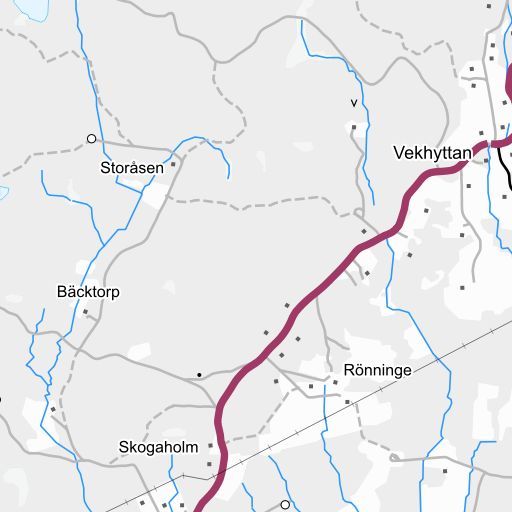 Vekhyttan
Storåsen
Bäcktorp
Rönninge
Skogaholm